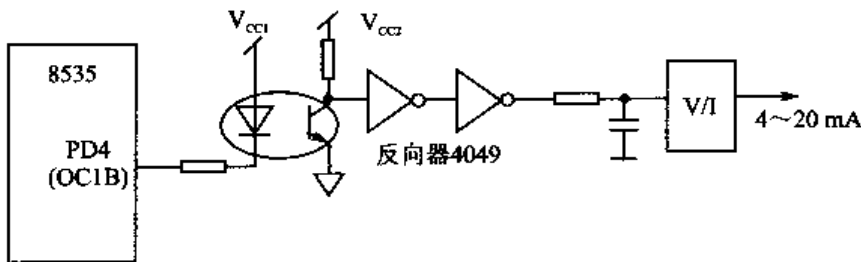 8535
PD4
(OC1B)
V_CC1
V_CC2
反向器4049
V/I
4～20 mA